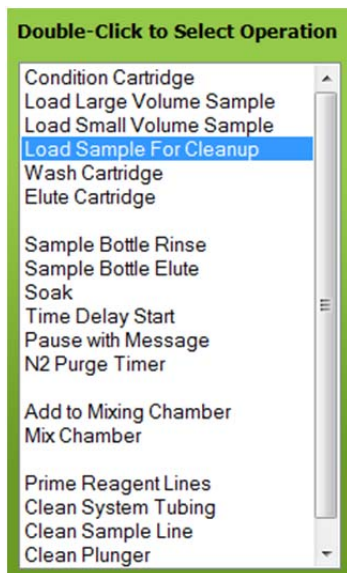 Double-Click to Select Operation
Condition Cartridge
Load Large Volume Sample
Load Small Volume Sample
Load Sample For Cleanup
Wash Cartridge
Elute Cartridge
Sample Bottle Rinse
Sample Bottle Elute
Soak
Time Delay Start
Pause with Message
N2 Purge Timer
Add to Mixing Chamber
Mix Chamber
Prime Reagent Lines
Clean System Tubing
Clean Sample Line
Clean Plunger